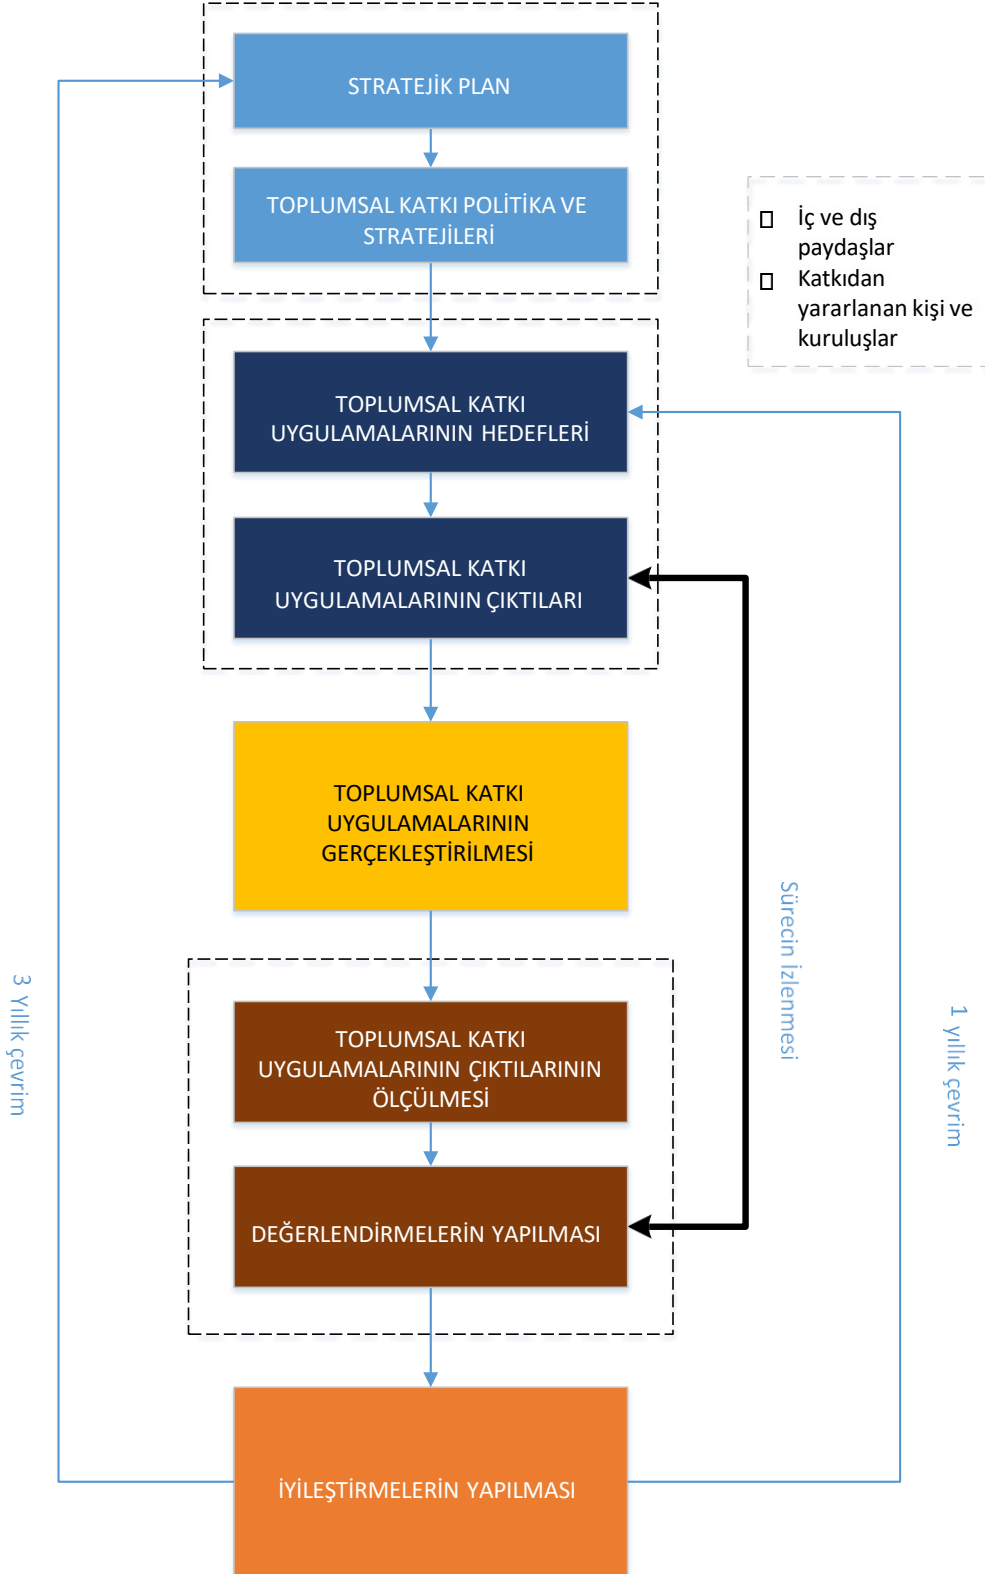 STRATEJİK PLAN
TOPLUMSAL KATKI POLİTİKA VE
STRATEJİLERİ
İç ve dış
paydaşlar
Katkıdan
yararlanan kişi ve
kuruluşlar
TOPLUMSAL KATKI
UYGULAMALARININ HEDEFLERİ
TOPLUMSAL KATKI
UYGULAMALARININ ÇIKTILARI
TOPLUMSAL KATKI
UYGULAMALARININ
GERÇEKLEŞTİRİLMESİ
Sürecin İzlenmesi
3 Yıllık çevrim
1 yıllık çevrim
TOPLUMSAL KATKI
UYGULAMALARININ ÇIKTILARININ
ÖLÇÜLMESİ
DEĞERLENDİRMELERİN YAPILMASI
İYİLEŞTİRMELERİN YAPILMASI